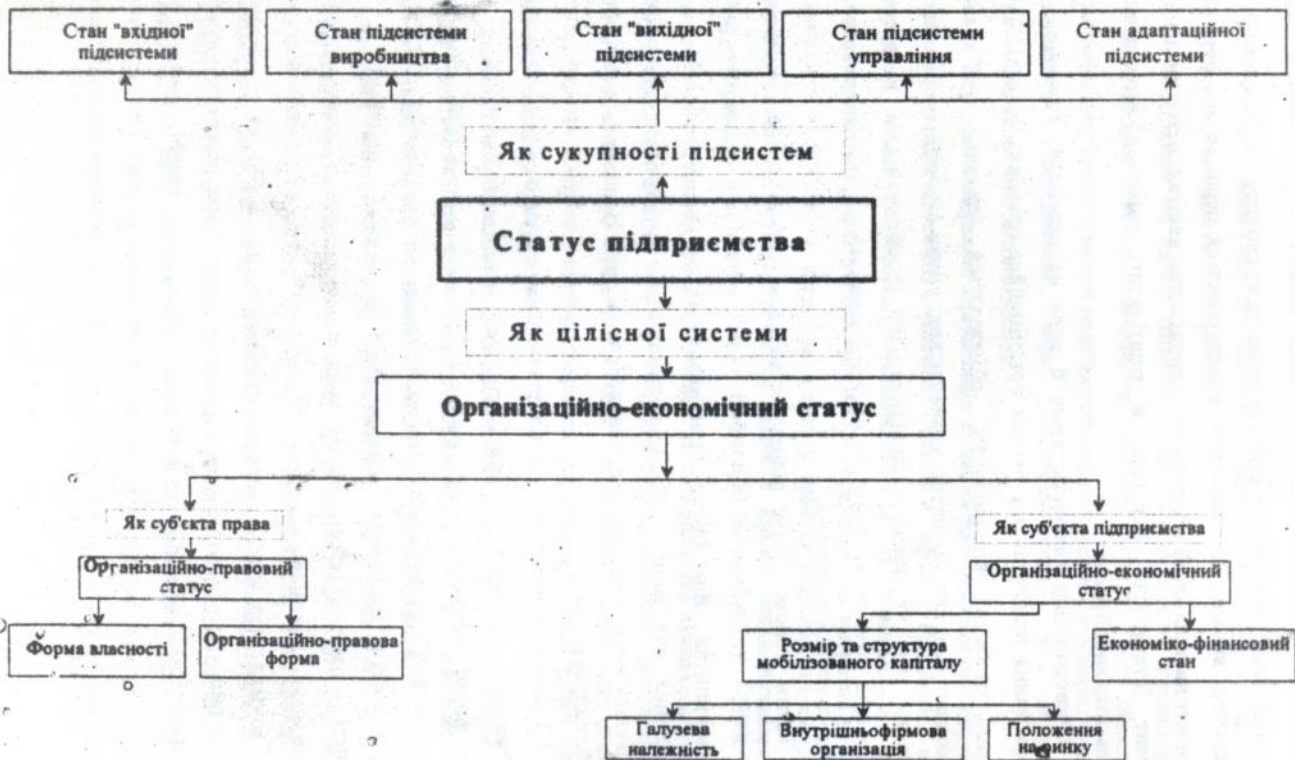 Стан "вхідної"
підсистеми
Стан підсистеми
виробництва
Стан "вихідної"
підсистеми
Стан підсистеми
управління
Стан адаптаційної
підсистеми
Як сукупності підсистем
Статус підприємства
Як цілісної системи
Організаційно-економічний статус
Як суб'єкта права
Як суб'єкта підприємства
Організаційно-правовий
статус
Організаційно-економічний
статус
Форма власності
Організаційно-правова
форма
Розмір та структура
мобілізованого капіталу
Економіко-фінансовий
стан
Галузева
належність
Внутрішньофірмова
організація
Положення
на ринку